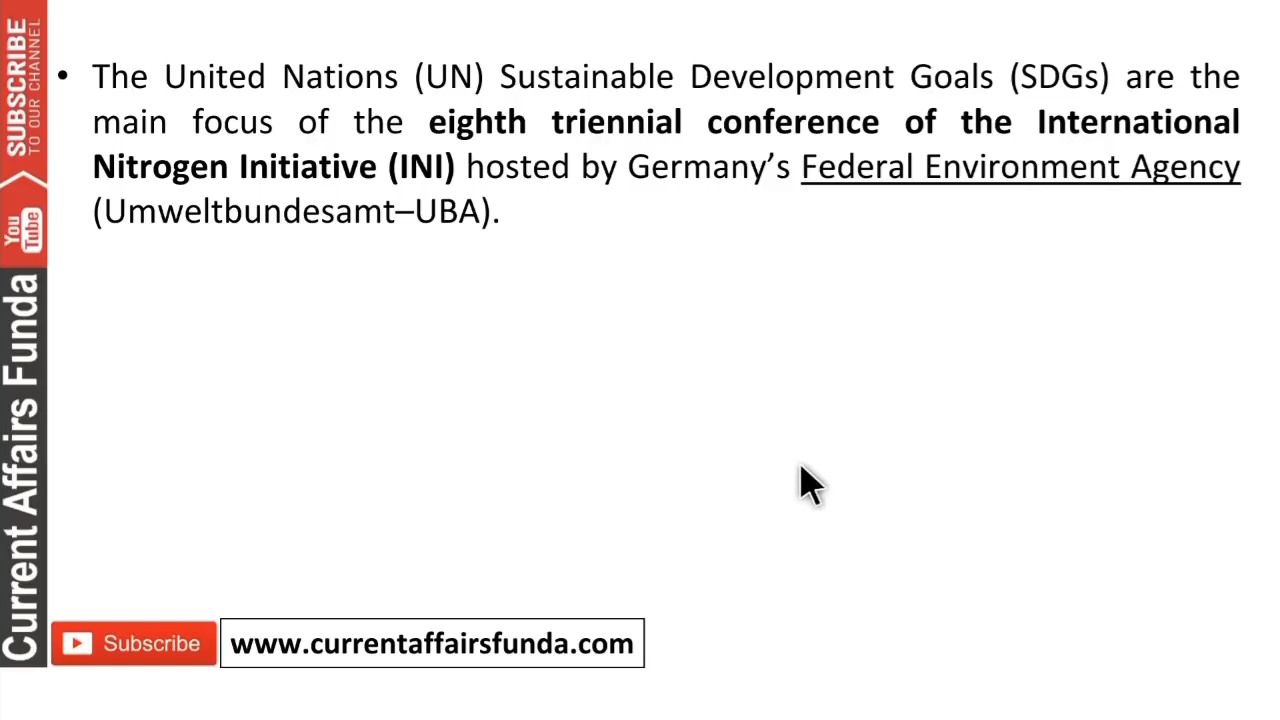 SUBSCRIBE
TO OUR CHANNEL
You
Tube
Current Affairs Funda
• The United Nations (UN) Sustainable Development Goals (SDGs) are the
main focus of the eighth triennial conference of the International
Nitrogen Initiative (INI) hosted by Germany’s Federal Environment Agency
(Umweltbundesamt–UBA).
Subscribe
www.currentaffairsfunda.com